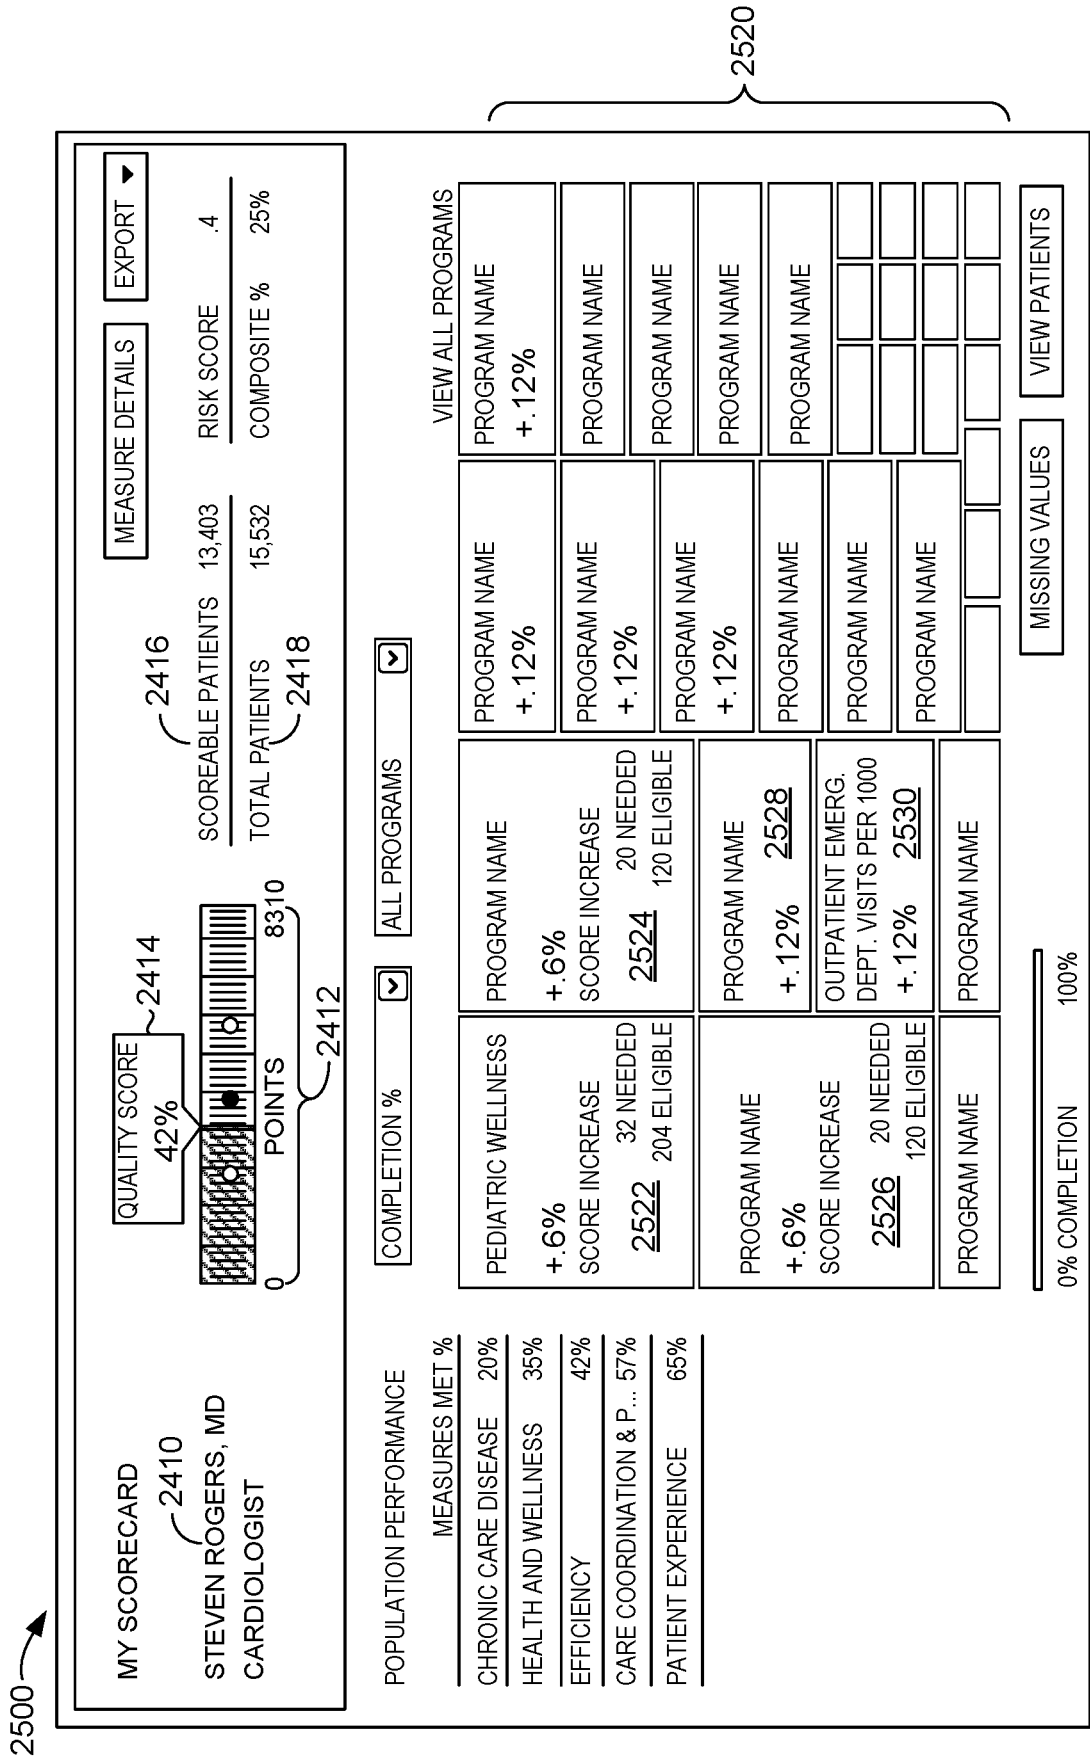 2500
MY SCORECARD
2410
STEVEN ROGERS, MD
CARDIOLOGIST
QUALITY SCORE
42%
2414
0
POINTS
8310
2412
2416
SCOREABLE PATIENTS 13,403
TOTAL PATIENTS 15,532
2418
MEASURE DETAILS
EXPORT
RISK SCORE .4
COMPOSITE % 25%
POPULATION PERFORMANCE
MEASURES MET %
CHRONIC CARE DISEASE 20%
HEALTH AND WELLNESS 35%
EFFICIENCY 42%
CARE COORDINATION & P... 57%
PATIENT EXPERIENCE 65%
COMPLETION %
ALL PROGRAMS
VIEW ALL PROGRAMS
PEDIATRIC WELLNESS
+.6%
SCORE INCREASE
2522
32 NEEDED
204 ELIGIBLE
PROGRAM NAME
+.6%
SCORE INCREASE
2526
20 NEEDED
120 ELIGIBLE
PROGRAM NAME
PROGRAM NAME
+.6%
SCORE INCREASE
2524
20 NEEDED
120 ELIGIBLE
PROGRAM NAME
+.12% 2528
OUTPATIENT EMERG.
DEPT. VISITS PER 1000
+.12% 2530
PROGRAM NAME
PROGRAM NAME
+.12%
PROGRAM NAME
+.12%
PROGRAM NAME
+.12%
PROGRAM NAME
PROGRAM NAME
PROGRAM NAME
PROGRAM NAME
+.12%
PROGRAM NAME
PROGRAM NAME
PROGRAM NAME
PROGRAM NAME
2520
0% COMPLETION 100%
MISSING VALUES
VIEW PATIENTS